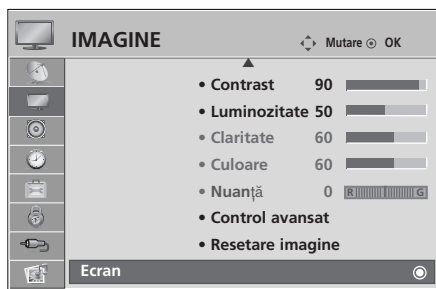 IMAGINE Mutare OK
• Contrast 90
• Luminozitate 50
• Claritate 60
• Culoare 60
• Nuanță 0 R G
• Control avansat
• Resetare imagine
Ecran